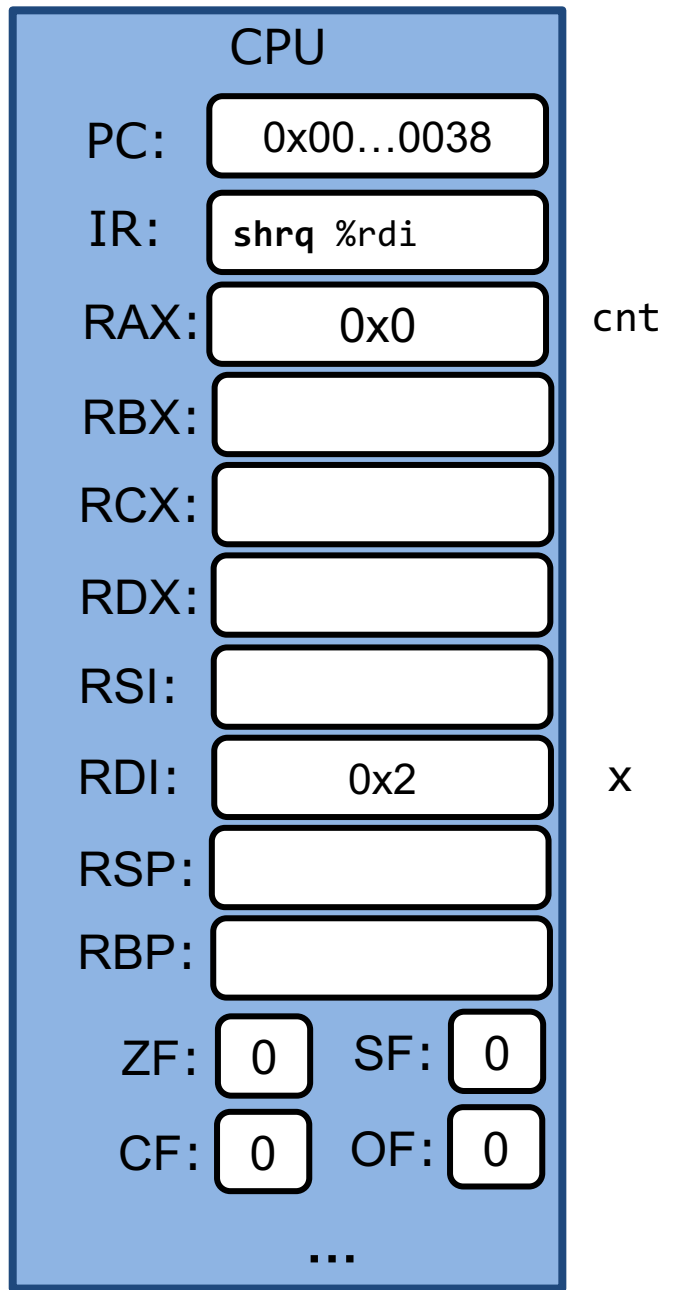 CPU
PC: 0x00...0038
IR: shrq %rdi
RAX: 0x0 cnt
RBX:
RCX:
RDX:
RSI:
RDI: 0x2 x
RSP:
RBP:
ZF: 0 SF: 0
CF: 0 OF: 0
...